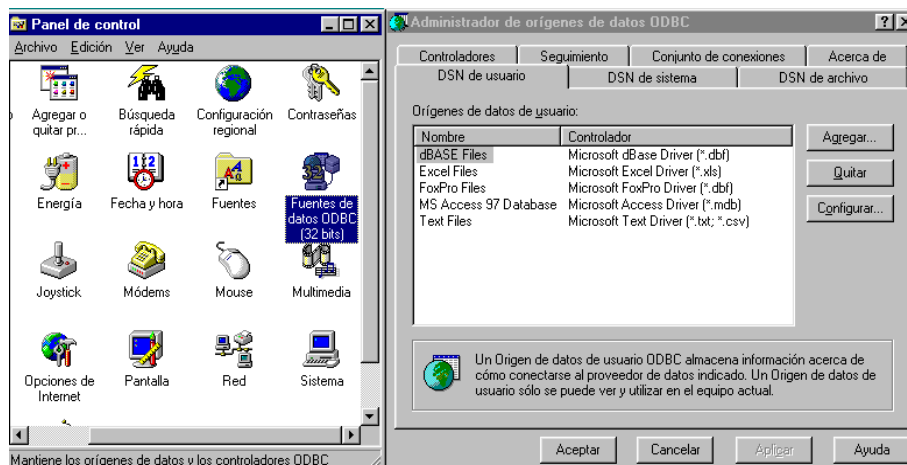 Panel de control
Archivo Edición Ver Ayuda
Agregar o quitar pr...
Búsqueda rápida
Configuración regional
Contraseñas
Energía
Fecha y hora
Fuentes
Fuentes de datos ODBC (32 bits)
Joystick
Módems
Mouse
Multimedia
Opciones de Internet
Pantalla
Red
Sistema
Mantiene los orígenes de datos y los controladores ODBC
Administrador de orígenes de datos ODBC
Controladores Seguimiento Conjunto de conexiones Acerca de
DSN de usuario DSN de sistema DSN de archivo
Orígenes de datos de usuario:
Nombre Controlador
dBASE Files Microsoft dBase Driver (*.dbf)
Excel Files Microsoft Excel Driver (*.xls)
FoxPro Files Microsoft FoxPro Driver (*.dbf)
MS Access 97 Database Microsoft Access Driver (*.mdb)
Text Files Microsoft Text Driver (*.txt; *.csv)
Agregar...
Quitar
Configurar...
Un Origen de datos de usuario ODBC almacena información acerca de
cómo conectarse al proveedor de datos indicado. Un Origen de datos de
usuario sólo se puede ver y utilizar en el equipo actual.
Aceptar Cancelar Aplicar Ayuda